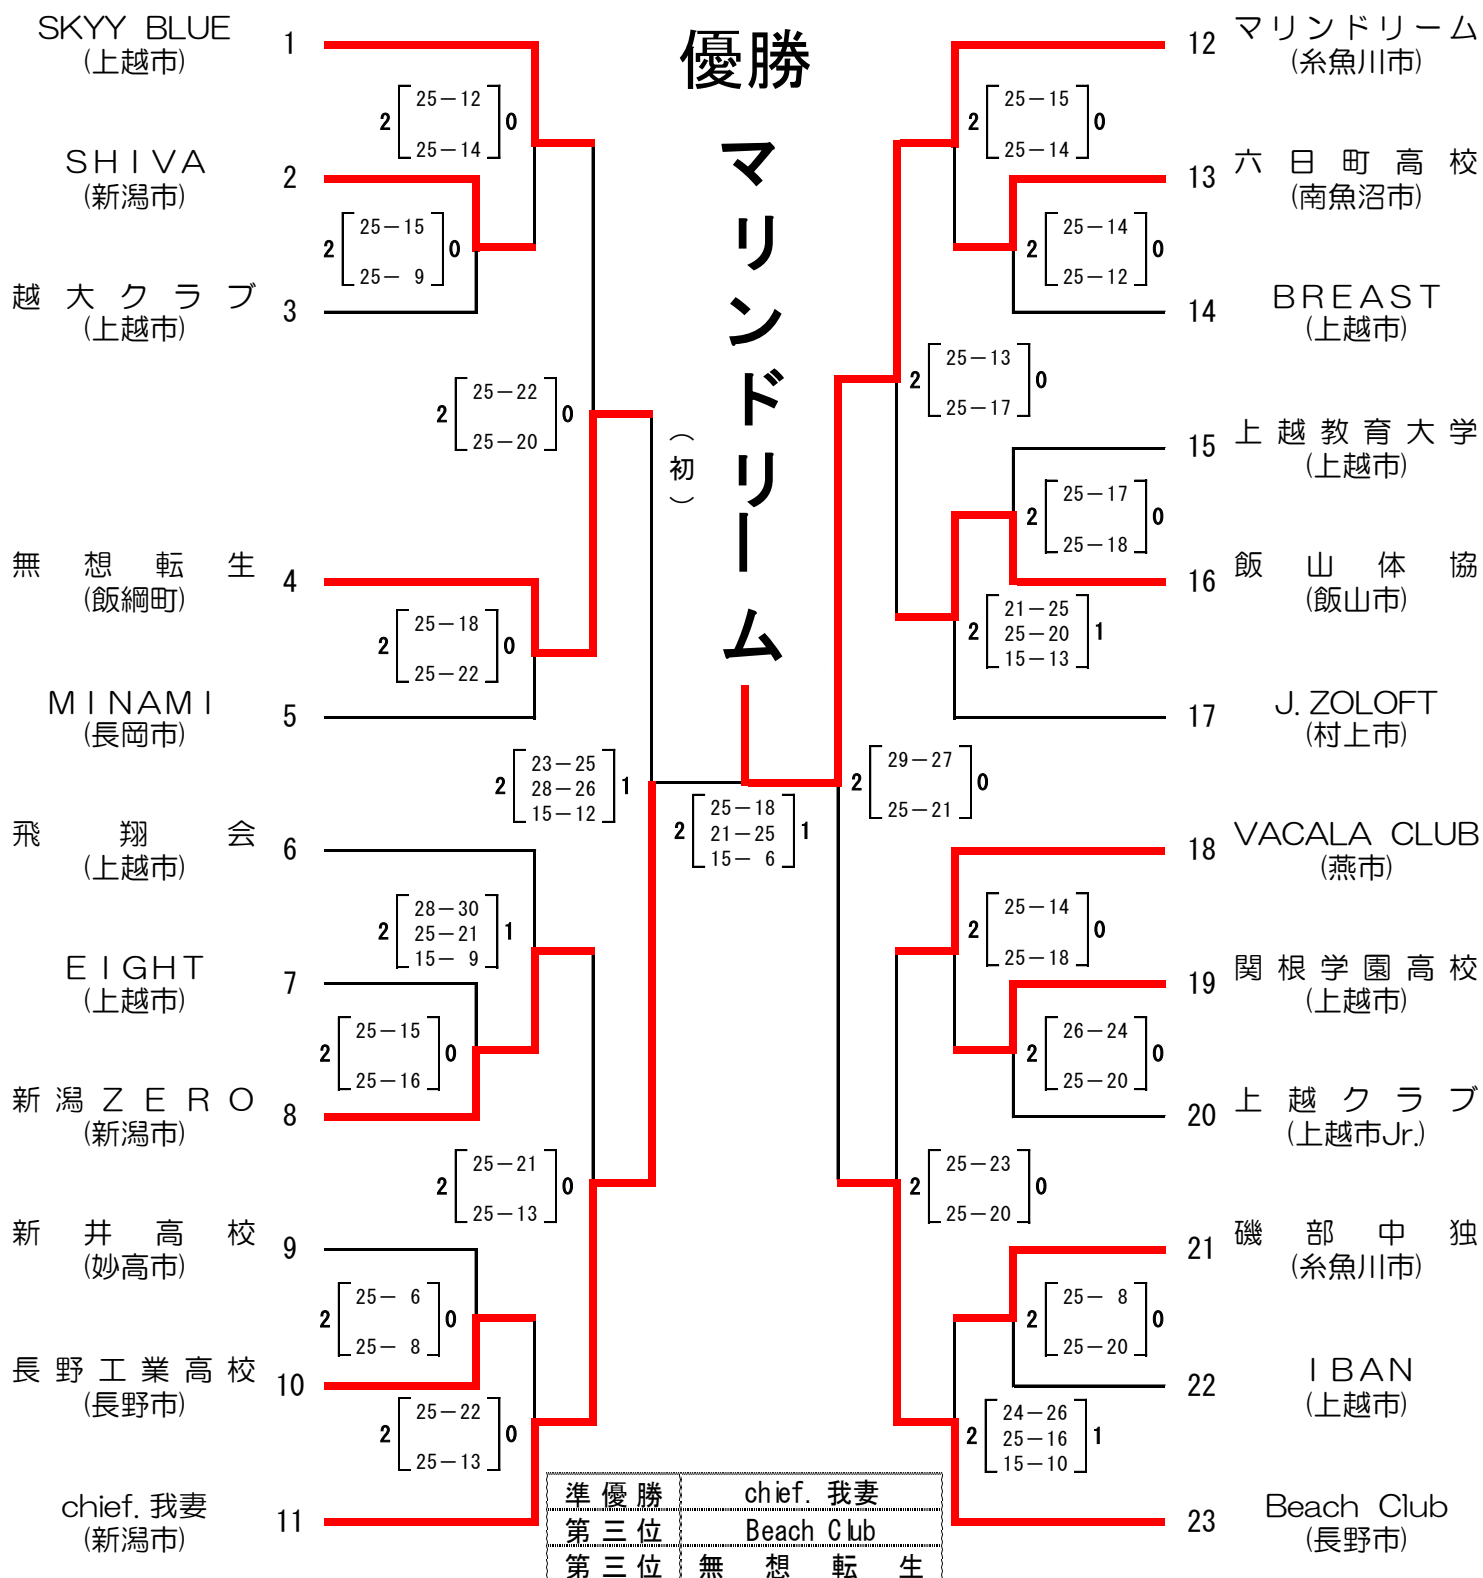 優勝
マリンドリーム
（初）
SKYY BLUE
(上越市)
1
2 25－12 0
25－14
SHIVA
(新潟市)
2
2 25－15 0
25－ 9
越大クラブ
(上越市)
3
2 25－22 0
25－20
無想転生
(飯綱町)
4
2 25－18 0
25－22
MINAMI
(長岡市)
5
2 23－25 1
28－26
15－12
飛翔会
(上越市)
6
2 28－30 1
25－21
15－ 9
EIGHT
(上越市)
7
2 25－15 0
25－16
新潟ZERO
(新潟市)
8
2 25－21 0
25－13
新井高校
(妙高市)
9
2 25－ 6 0
25－ 8
長野工業高校
(長野市)
10
2 25－22 0
25－13
chief. 我妻
(新潟市)
11
2 25－18 1
21－25
15－ 6
12
マリンドリーム
(糸魚川市)
2 25－15 0
25－14
13
六日町高校
(南魚沼市)
2 25－14 0
25－12
14
BREAST
(上越市)
2 25－13 0
25－17
15
上越教育大学
(上越市)
2 25－17 0
25－18
16
飯山体協
(飯山市)
2 21－25 1
25－20
15－13
17
J. ZOLOFT
(村上市)
2 29－27 0
25－21
18
VACALA CLUB
(燕市)
2 25－14 0
25－18
19
関根学園高校
(上越市)
2 26－24 0
25－20
20
上越クラブ
(上越市Jr.)
2 25－23 0
25－20
21
磯部中独
(糸魚川市)
2 25－ 8 0
25－20
22
IBAN
(上越市)
2 24－26 1
25－16
15－10
23
Beach Club
(長野市)
準優勝 chief. 我妻
第三位 Beach Club
第三位 無想転生